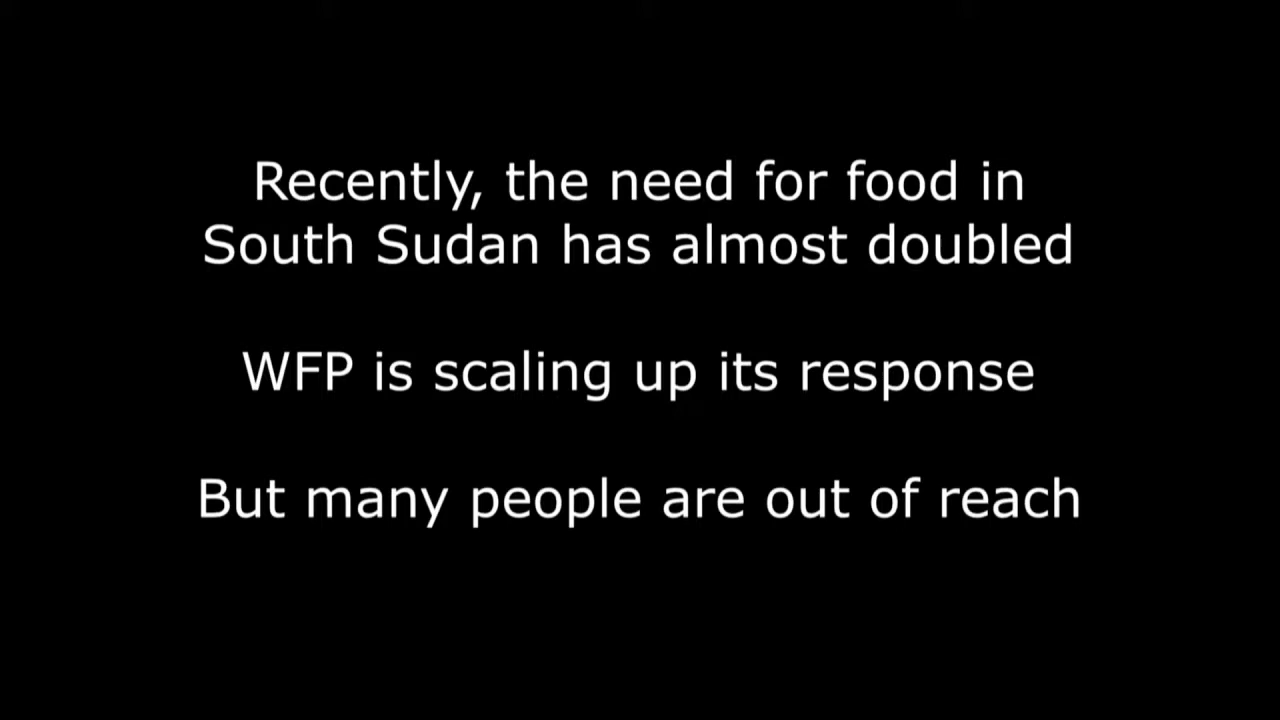 Recently, the need for food in
South Sudan has almost doubled
WFP is scaling up its response
But many people are out of reach